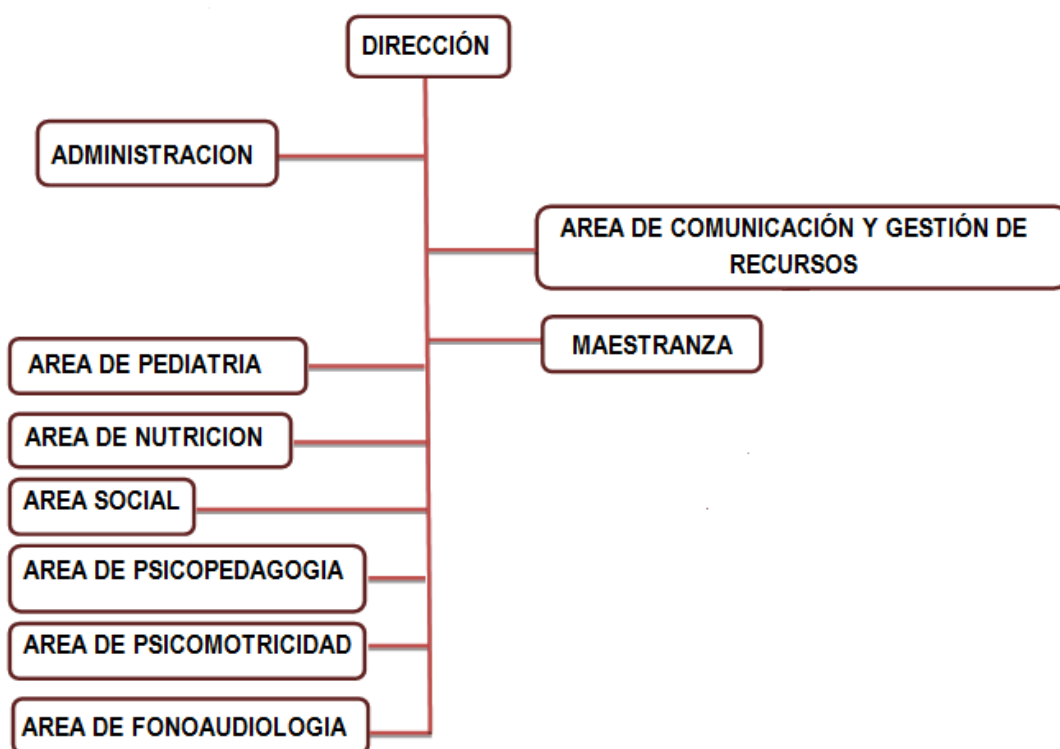 DIRECCIÓN
ADMINISTRACION
AREA DE COMUNICACIÓN Y GESTIÓN DE
RECURSOS
MAESTRANZA
AREA DE PEDIATRIA
AREA DE NUTRICION
AREA SOCIAL
AREA DE PSICOPEDAGOGIA
AREA DE PSICOMOTRICIDAD
AREA DE FONOAUDIOLOGIA